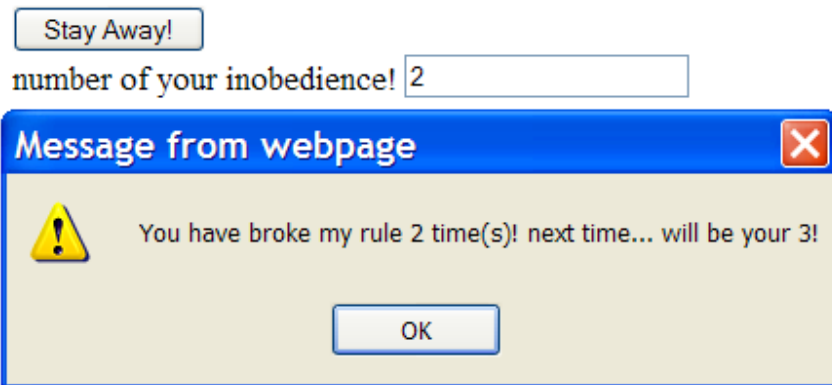 Stay Away!
number of your inobedience! 2
Message from webpage
You have broke my rule 2 time(s)! next time... will be your 3!
OK